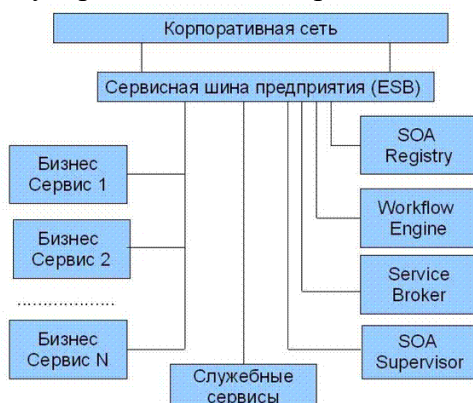 Корпоративная сеть
Сервисная шина предприятия (ESB)
Бизнес
Сервис 1
Бизнес
Сервис 2
....................
Бизнес
Сервис N
SOA
Registry
Workflow
Engine
Service
Broker
SOA
Supervisor
Служебные
сервисы